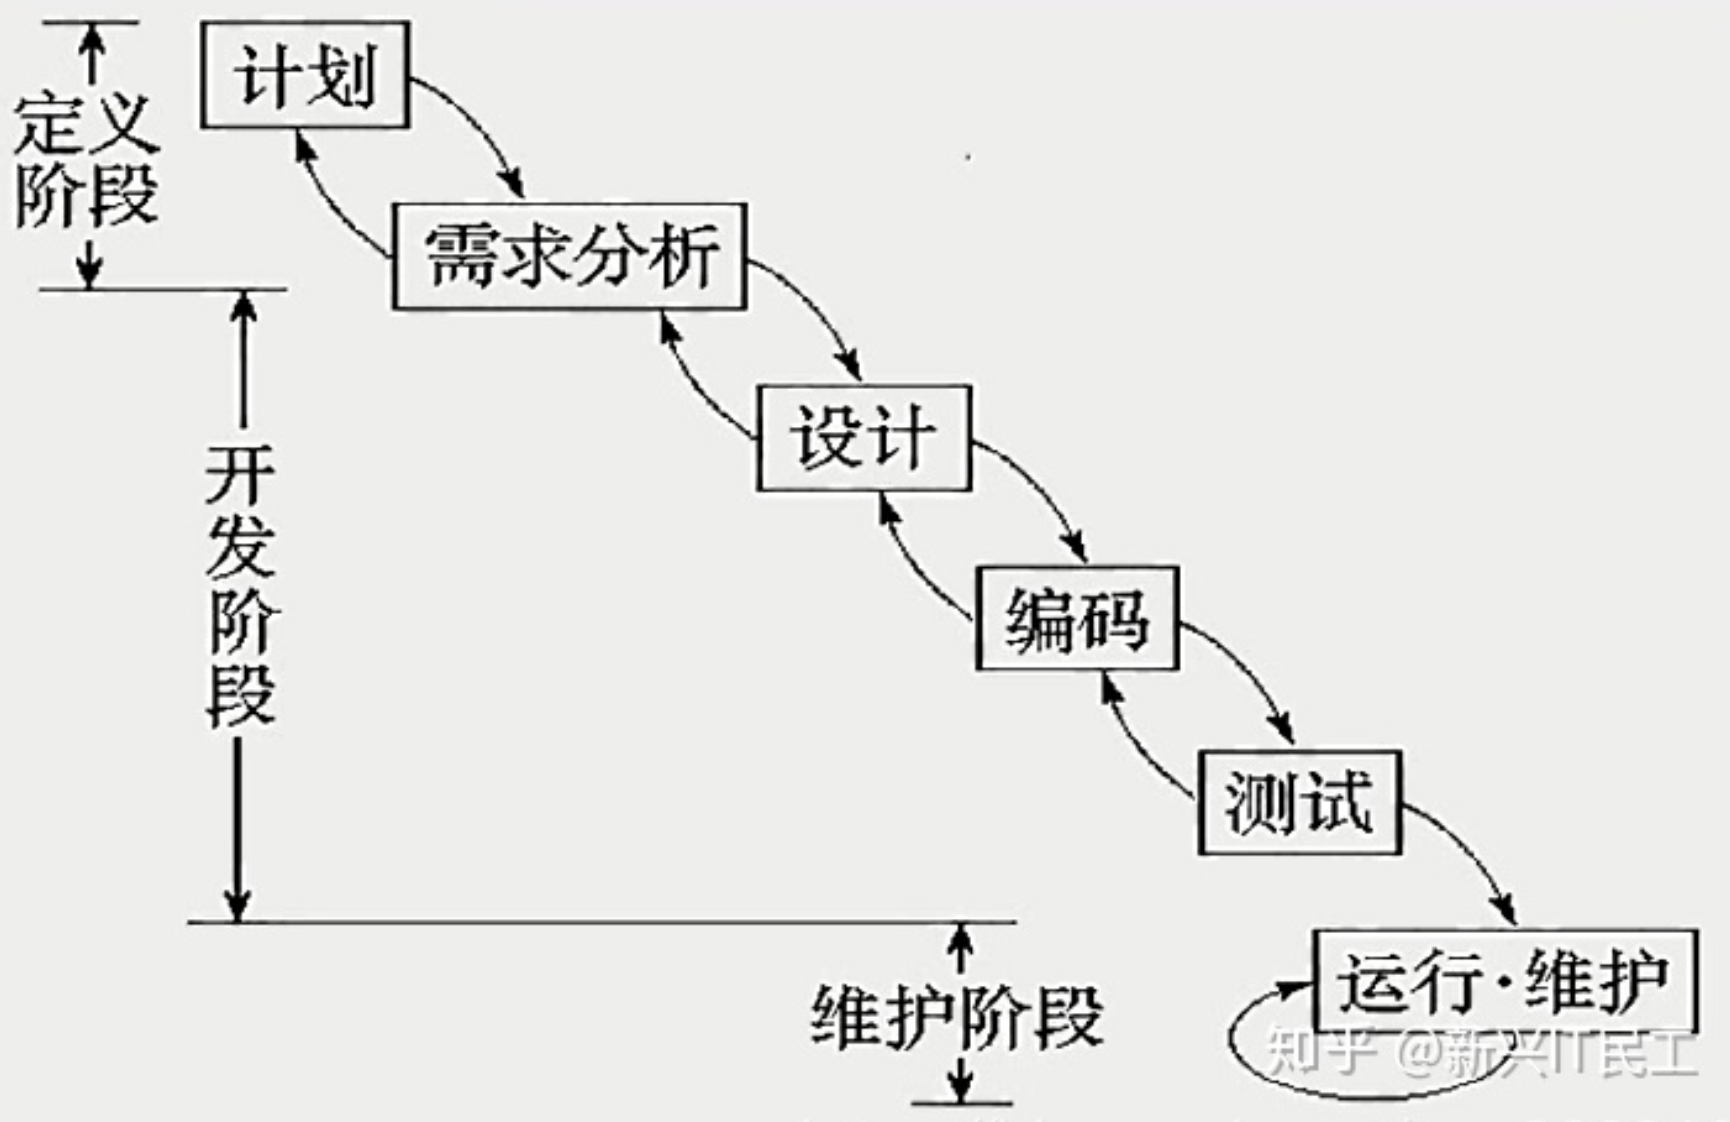 计划
定义
阶段
需求分析
设计
开
发
阶
段
编码
测试
运行·维护
维护阶段
知乎 @新兴IT民工